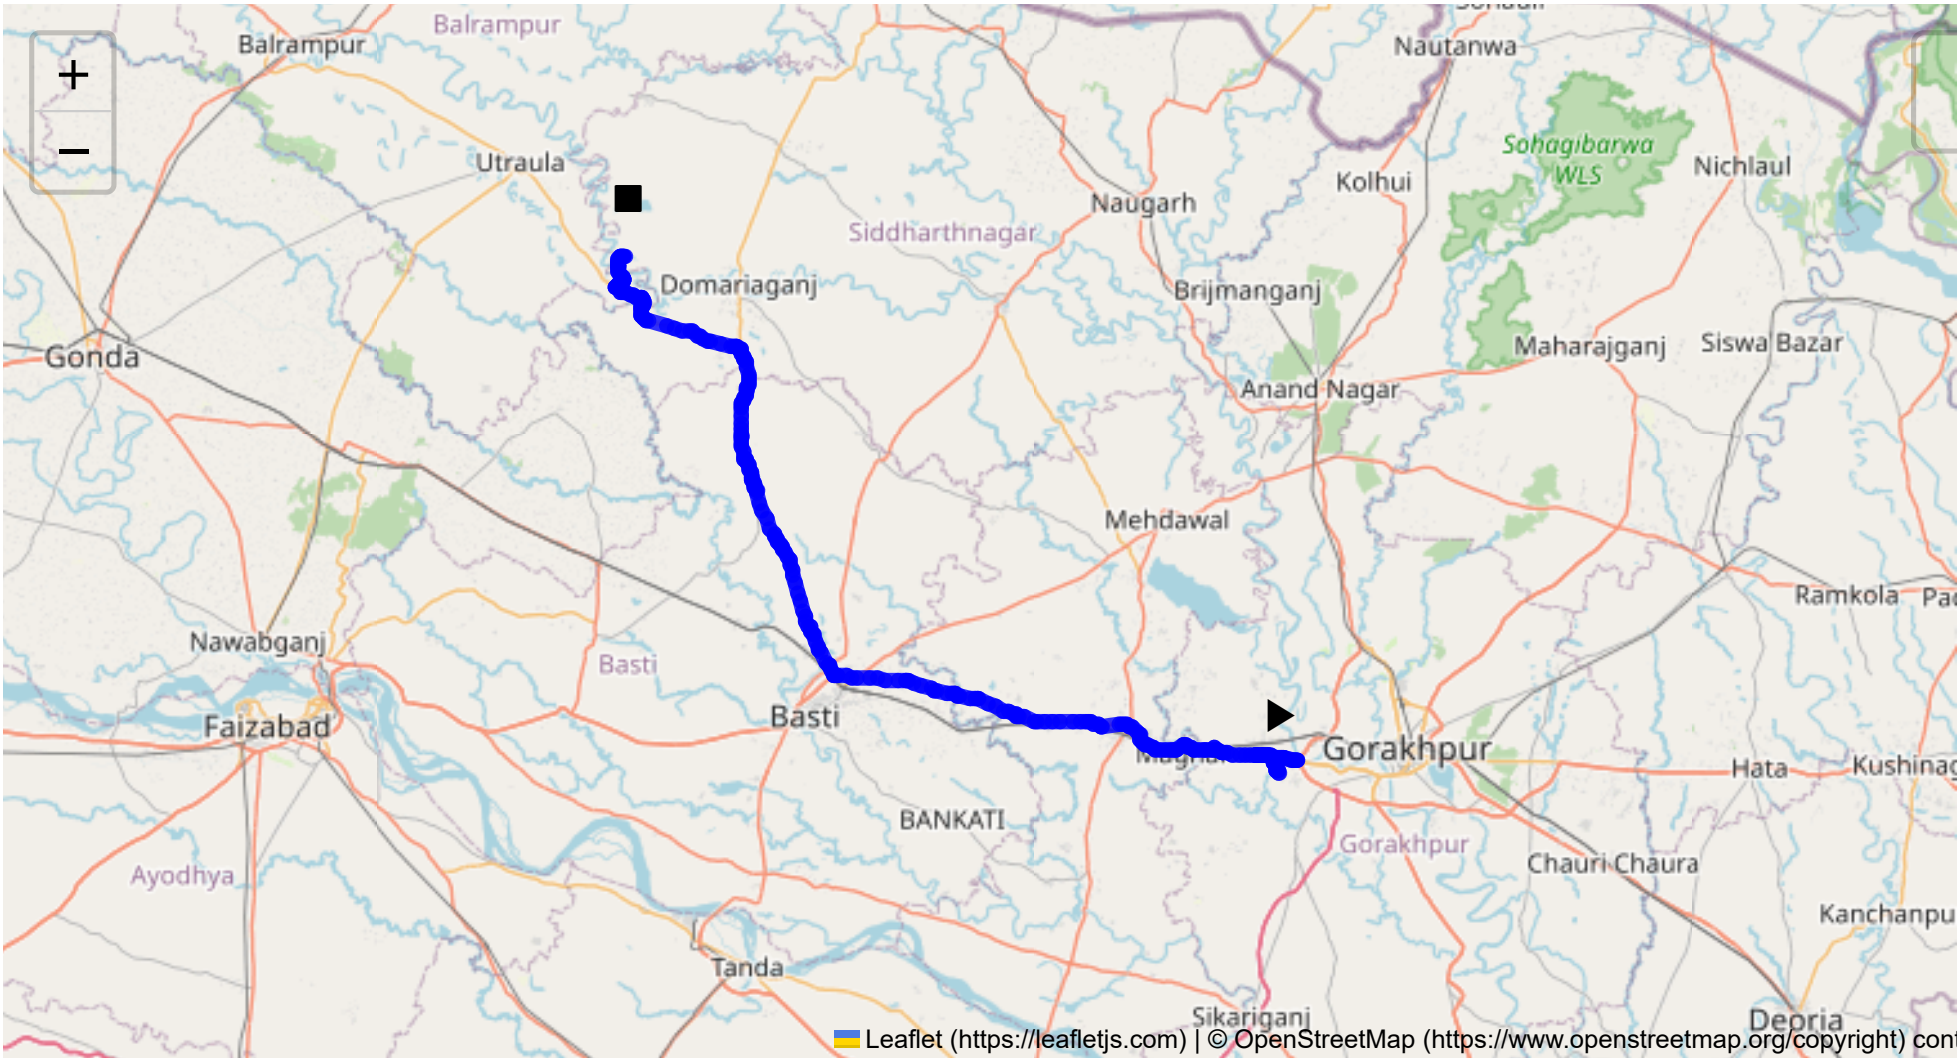 Balrampur
Sonauli
Balrampur
Nautanwa
+
−
Utraula
Sohagibarwa
WLS
Nichlaul
Kolhui
Naugarh
Siddharthnagar
Domariaganj
Brijmanganj
Gonda
Maharajganj
Siswa Bazar
Anand Nagar
Mehdawal
Ramkola
Nawabganj
Basti
Basti
Faizabad
Gorakhpur
Hata
BANKATI
Gorakhpur
Chauri Chaura
Ayodhya
Tanda
Sikariganj
Deoria
Leaflet (https://leafletjs.com) | © OpenStreetMap (https://www.openstreetmap.org/copyright)